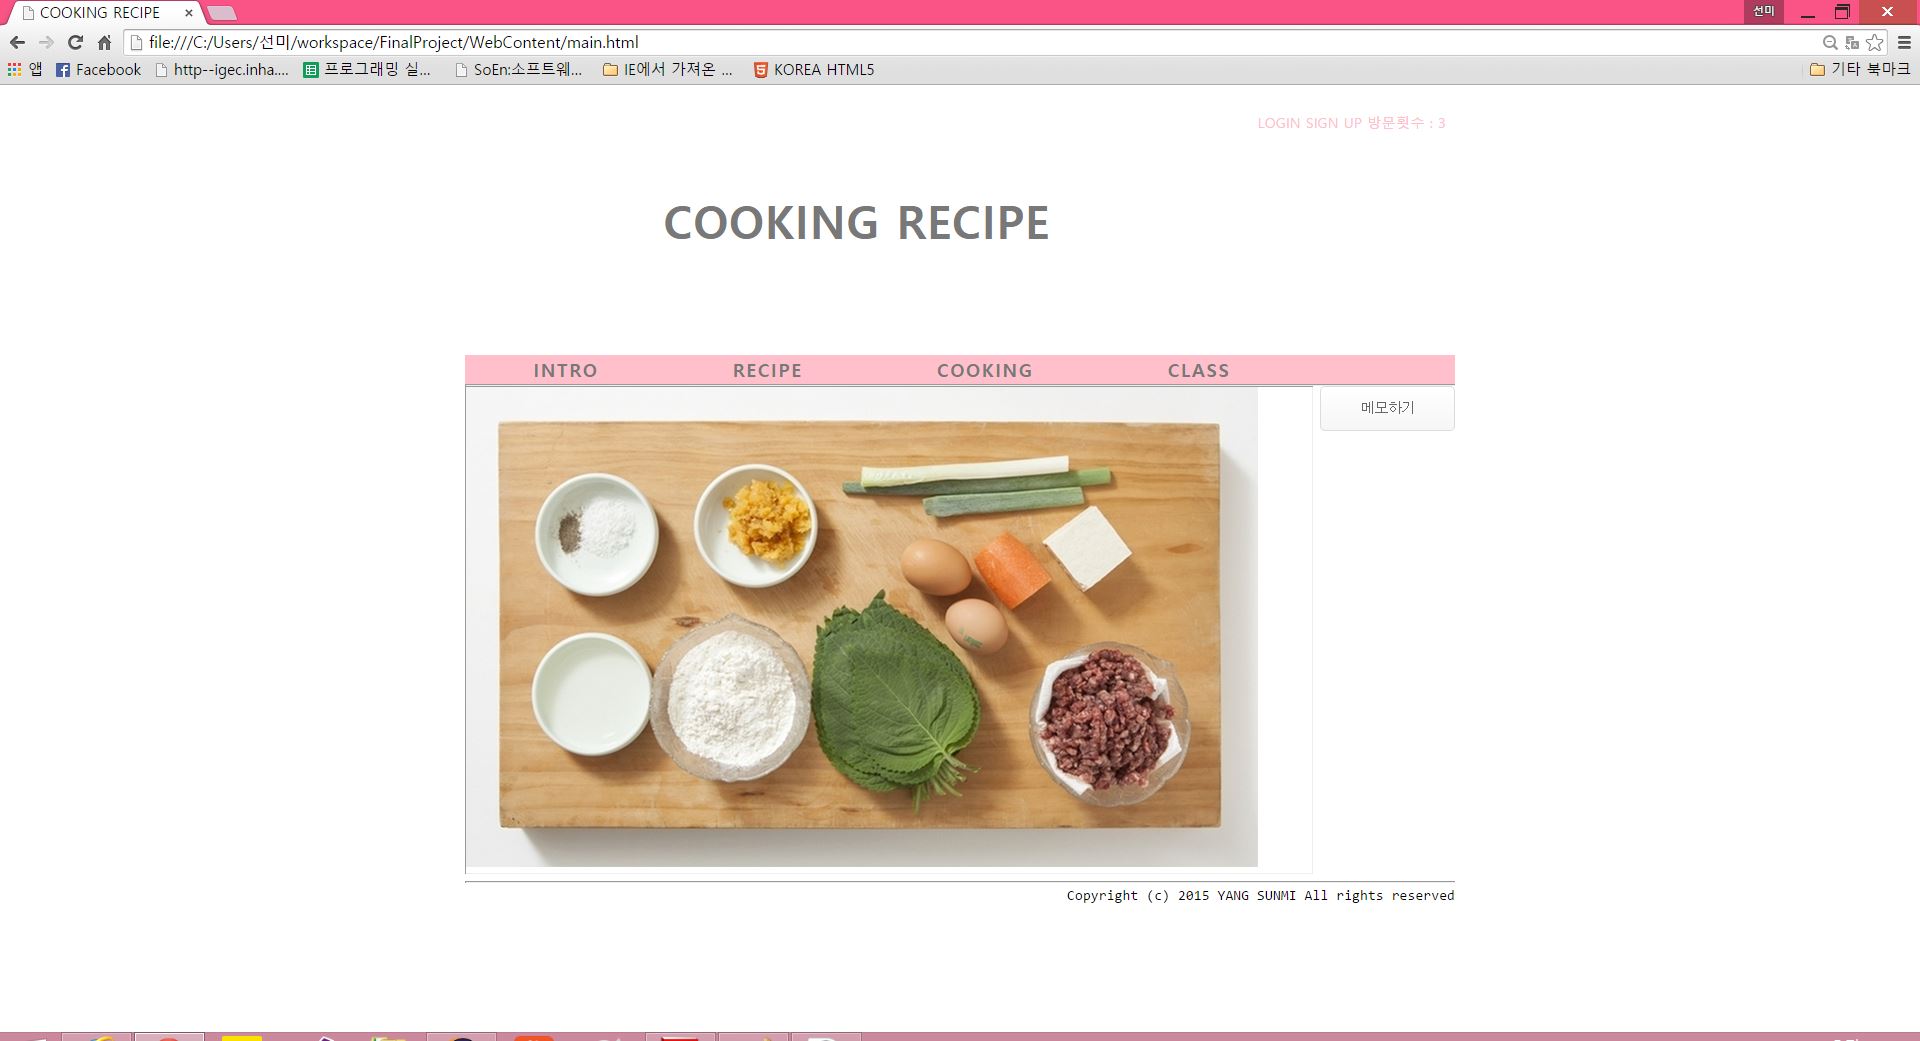 COOKING RECIPE
선미
file:///C:/Users/선미/workspace/FinalProject/WebContent/main.html
앱 Facebook http--igec.inha.... 프로그래밍 실... SoEn:소프트웨... IE에서 가져온 ... KOREA HTML5 기타 북마크
LOGIN SIGN UP 방문횟수 : 3
COOKING RECIPE
INTRO RECIPE COOKING CLASS
메모하기
Copyright (c) 2015 YANG SUNMI All rights reserved